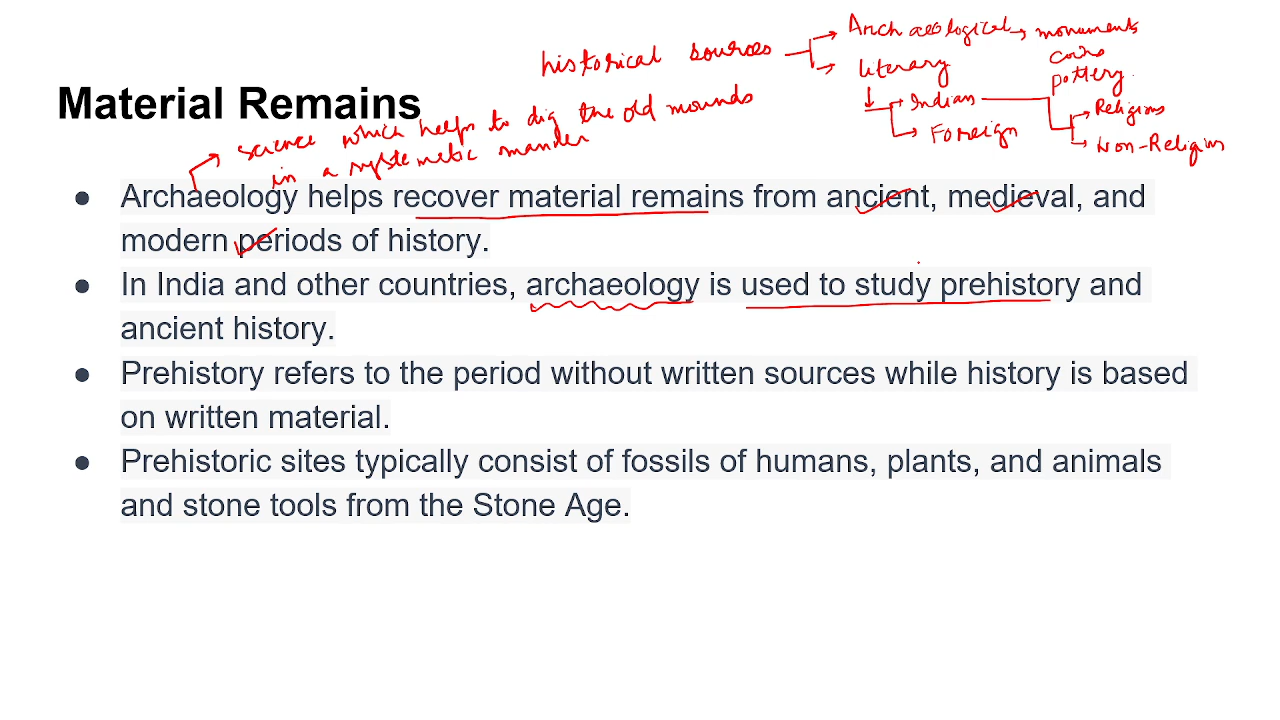 historical sources
Archaeological → monuments
coins
pottery
literary
Indian
Foreign
Religious
Non-Religius
Material Remains
science which helps to dig the old mounds
in a systemetic manner
● Archaeology helps recover material remains from ancient, medieval, and
modern periods of history.
● In India and other countries, archaeology is used to study prehistory and
ancient history.
● Prehistory refers to the period without written sources while history is based
on written material.
● Prehistoric sites typically consist of fossils of humans, plants, and animals
and stone tools from the Stone Age.